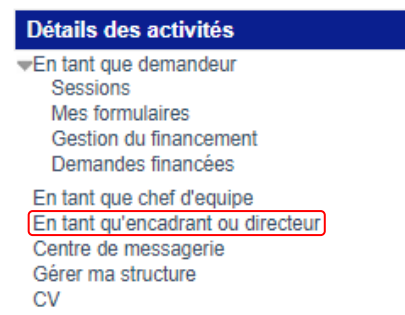 Détails des activités
En tant que demandeur
Sessions
Mes formulaires
Gestion du financement
Demandes financées
En tant que chef d'equipe
En tant qu'encadrant ou directeur
Centre de messagerie
Gérer ma structure
CV